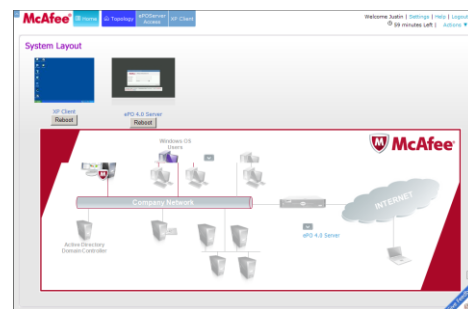 McAfee Home Topology ePOServer Access XP Client
Welcome Justin | Settings | Help | Logout
59 minutes Left | Actions
System Layout
XP Client
Reboot
ePO 4.0 Server
Reboot
McAfee
Windows OS
Users
Company Network
INTERNET
ePO 4.0 Server
Active Directory
Domain Controller